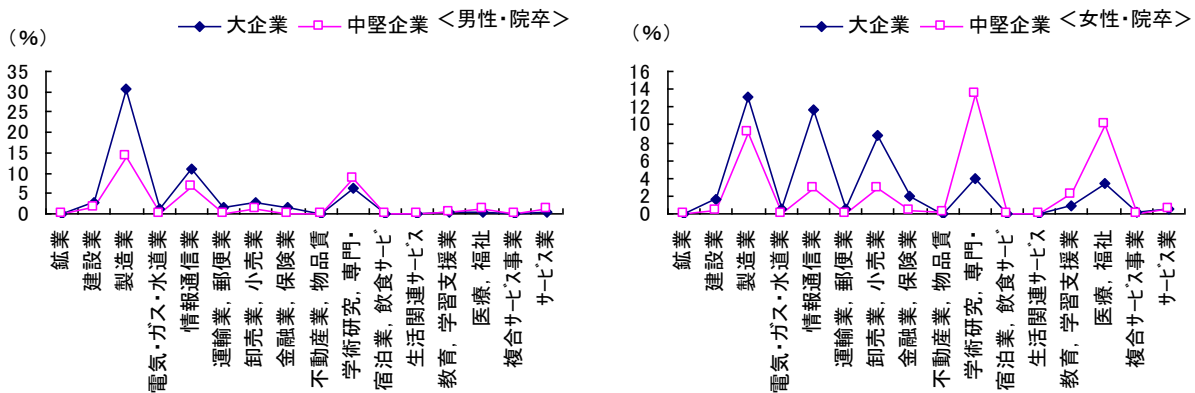 大企業 中堅企業 ＜男性・院卒＞
（%）
35
30
25
20
15
10
5
0
鉱業
建設業
製造業
電気・ガス・水道業
情報通信業
運輸業，郵便業
卸売業，小売業
金融業，保険業
不動産業，物品賃
学術研究，専門・
宿泊業，飲食サービ
生活関連サービス
教育，学習支援業
医療，福祉
複合サービス事業
サービス業
大企業 中堅企業 ＜女性・院卒＞
（%）
16
14
12
10
8
6
4
2
0
鉱業
建設業
製造業
電気・ガス・水道業
情報通信業
運輸業，郵便業
卸売業，小売業
金融業，保険業
不動産業，物品賃
学術研究，専門・
宿泊業，飲食サービ
生活関連サービス
教育，学習支援業
医療，福祉
複合サービス事業
サービス業